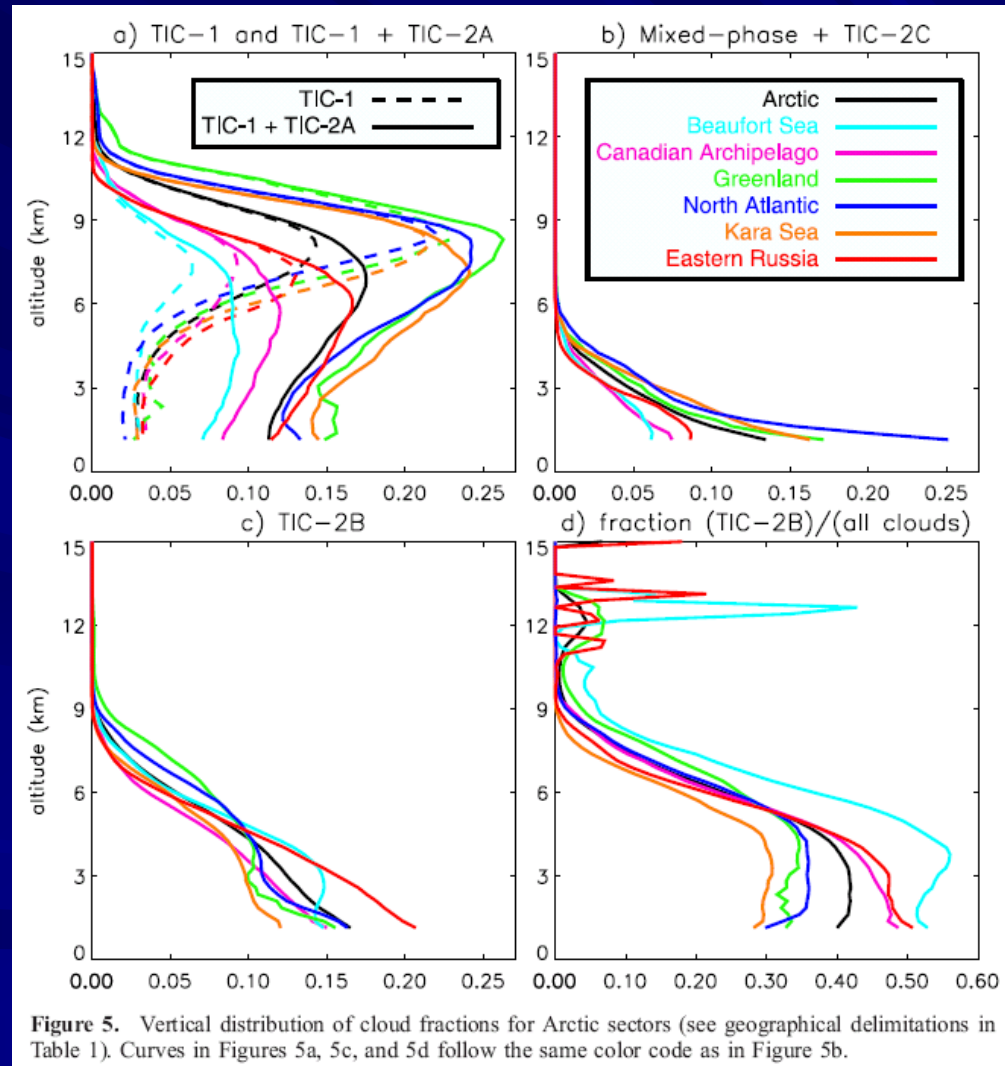 a) TIC-1 and TIC-1 + TIC-2A
15
12
9
6
3
0
altitude (km)
TIC-1
TIC-1 + TIC-2A
0.00 0.05 0.10 0.15 0.20 0.25
b) Mixed-phase + TIC-2C
15
12
9
6
3
0
Arctic
Beaufort Sea
Canadian Archipelago
Greenland
North Atlantic
Kara Sea
Eastern Russia
0.00 0.05 0.10 0.15 0.20 0.25
c) TIC-2B
15
12
9
6
3
0
altitude (km)
0.00 0.05 0.10 0.15 0.20 0.25
d) fraction (TIC-2B)/(all clouds)
15
12
9
6
3
0
0.00 0.10 0.20 0.30 0.40 0.50 0.60
Figure 5. Vertical distribution of cloud fractions for Arctic sectors (see geographical delimitations in
Table 1). Curves in Figures 5a, 5c, and 5d follow the same color code as in Figure 5b.